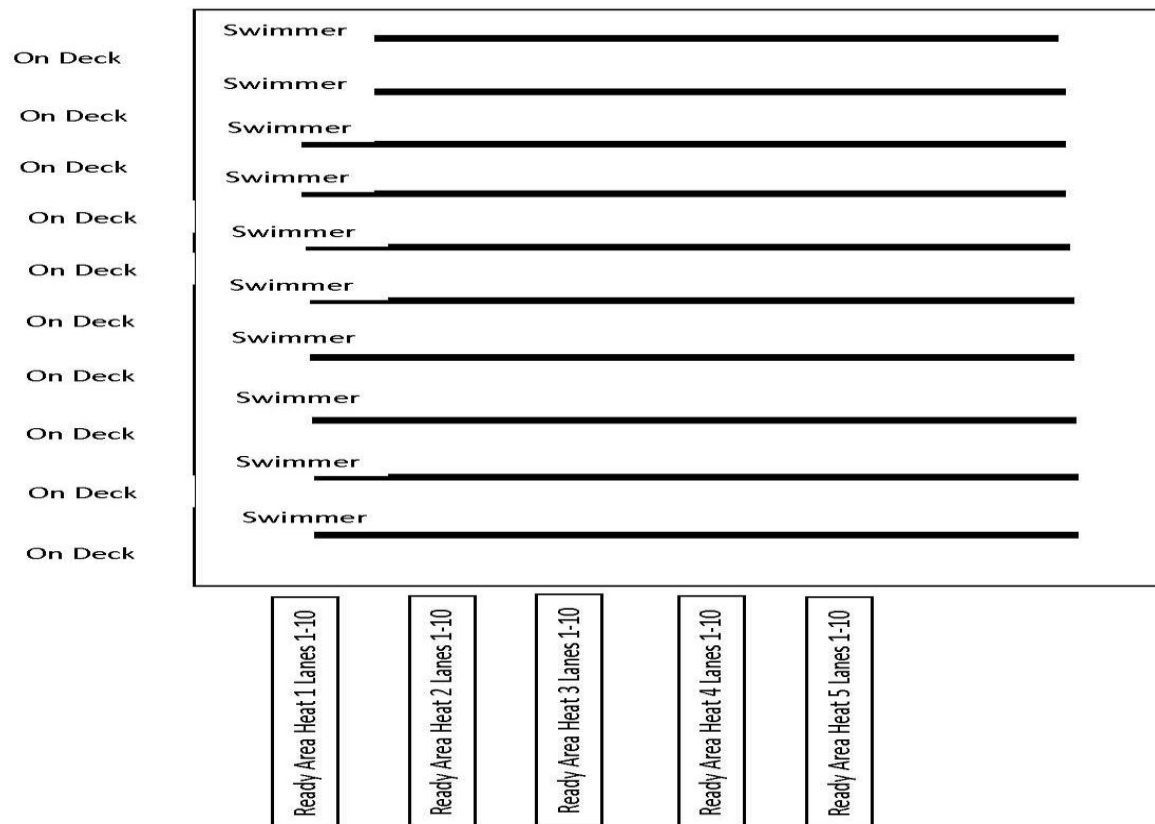 Swimmer
On Deck
Swimmer
On Deck
Swimmer
On Deck
Swimmer
On Deck
Swimmer
On Deck
Swimmer
On Deck
Swimmer
On Deck
Swimmer
On Deck
Swimmer
On Deck
Swimmer
On Deck
Ready Area Heat 1 Lanes 1-10
Ready Area Heat 2 Lanes 1-10
Ready Area Heat 3 Lanes 1-10
Ready Area Heat 4 Lanes 1-10
Ready Area Heat 5 Lanes 1-10